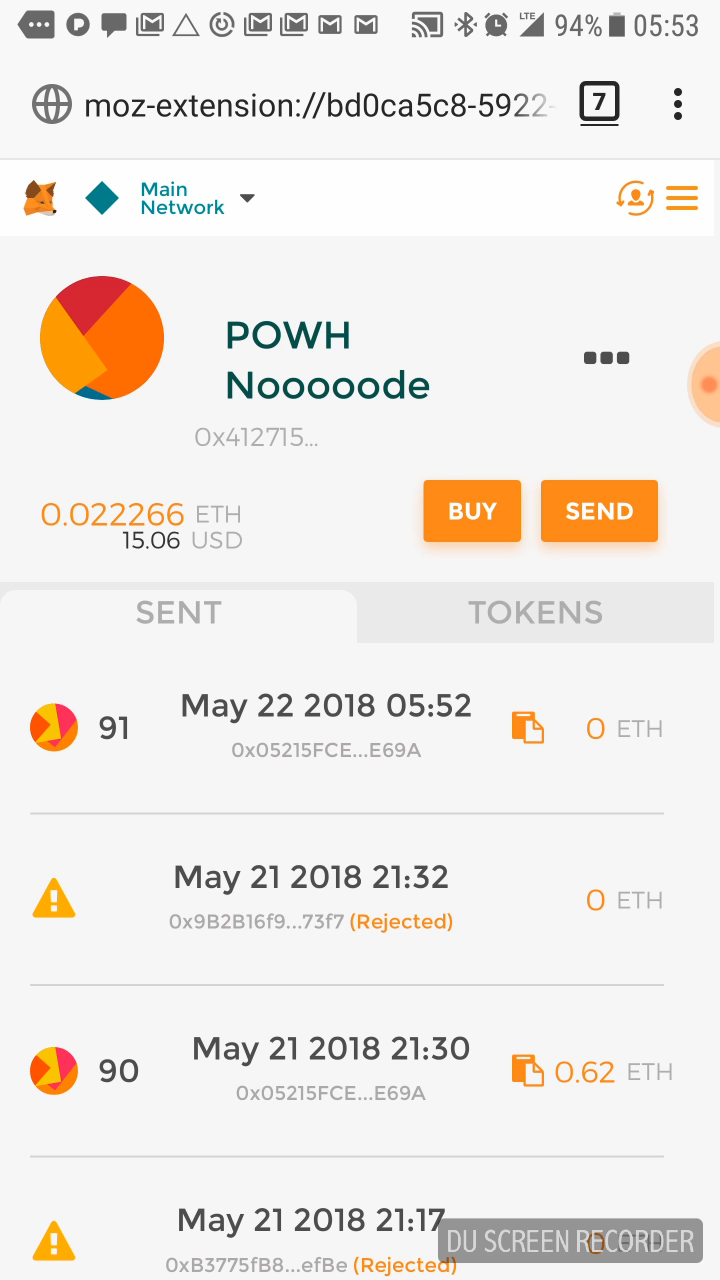 LTE 94% 05:53
moz-extension://bd0ca5c8-5922- 7
Main
Network
POWH
Nooooode
0x412715...
0.022266 ETH
15.06 USD
BUY SEND
SENT TOKENS
91 May 22 2018 05:52 0 ETH
0x05215FCE...E69A
May 21 2018 21:32 0 ETH
0x9B2B16f9...73f7 (Rejected)
90 May 21 2018 21:30 0.62 ETH
0x05215FCE...E69A
May 21 2018 21:17
0xB3775fB8...efBe (Rejected)
DU SCREEN RECORDER